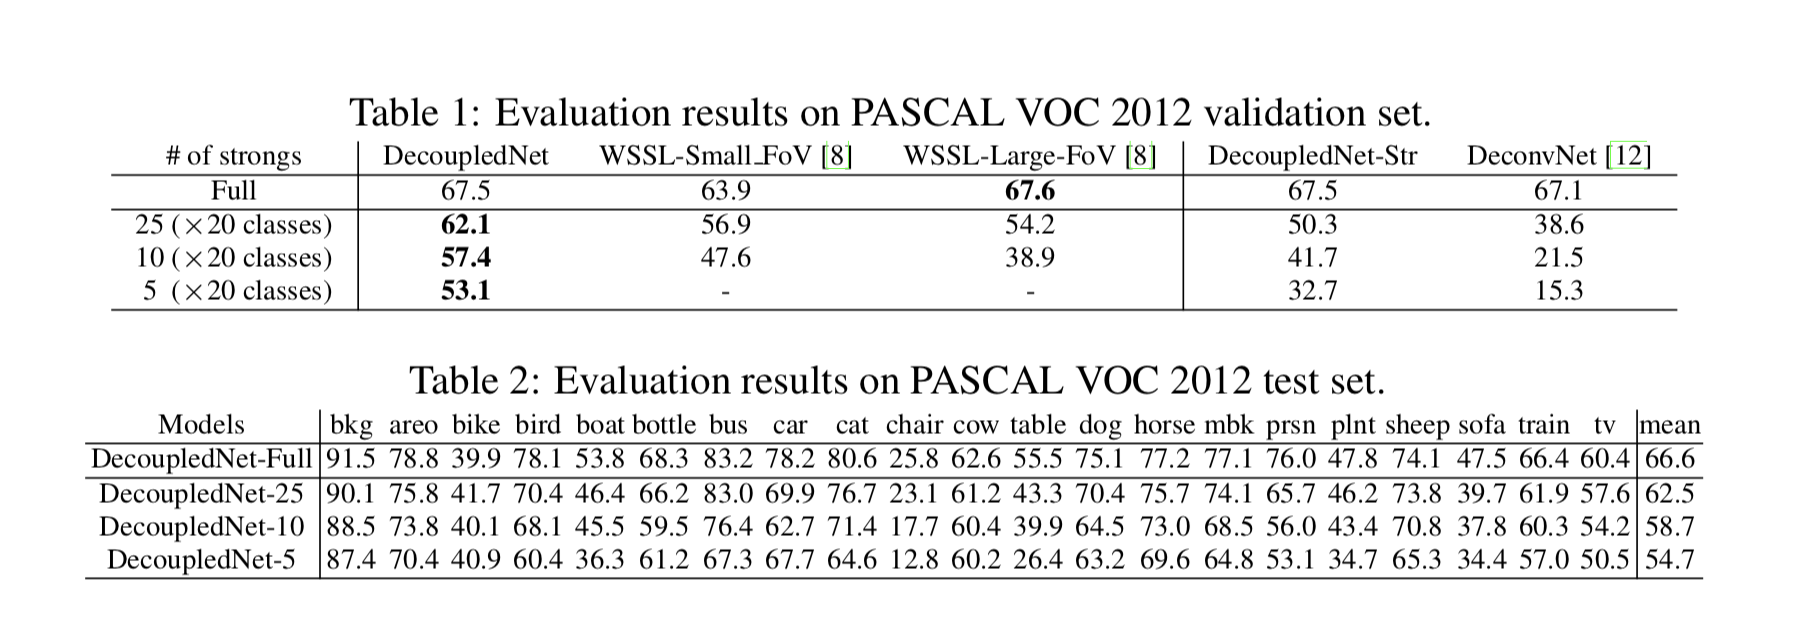 Table 1: Evaluation results on PASCAL VOC 2012 validation set.
# of strongs DecoupledNet WSSL-Small_FoV [8] WSSL-Large-FoV [8] DecoupledNet-Str DeconvNet [12]
Full 67.5 63.9 67.6 67.5 67.1
25 (×20 classes) 62.1 56.9 54.2 50.3 38.6
10 (×20 classes) 57.4 47.6 38.9 41.7 21.5
5 (×20 classes) 53.1 - - 32.7 15.3
Table 2: Evaluation results on PASCAL VOC 2012 test set.
Models bkg areo bike bird boat bottle bus car cat chair cow table dog horse mbk prsn plnt sheep sofa train tv mean
DecoupledNet-Full 91.5 78.8 39.9 78.1 53.8 68.3 83.2 78.2 80.6 25.8 62.6 55.5 75.1 77.2 77.1 76.0 47.8 74.1 47.5 66.4 60.4 66.6
DecoupledNet-25 90.1 75.8 41.7 70.4 46.4 66.2 83.0 69.9 76.7 23.1 61.2 43.3 70.4 75.7 74.1 65.7 46.2 73.8 39.7 61.9 57.6 62.5
DecoupledNet-10 88.5 73.8 40.1 68.1 45.5 59.5 76.4 62.7 71.4 17.7 60.4 39.9 64.5 73.0 68.5 56.0 43.4 70.8 37.8 60.3 54.2 58.7
DecoupledNet-5 87.4 70.4 40.9 60.4 36.3 61.2 67.3 67.7 64.6 12.8 60.2 26.4 63.2 69.6 64.8 53.1 34.7 65.3 34.4 57.0 50.5 54.7